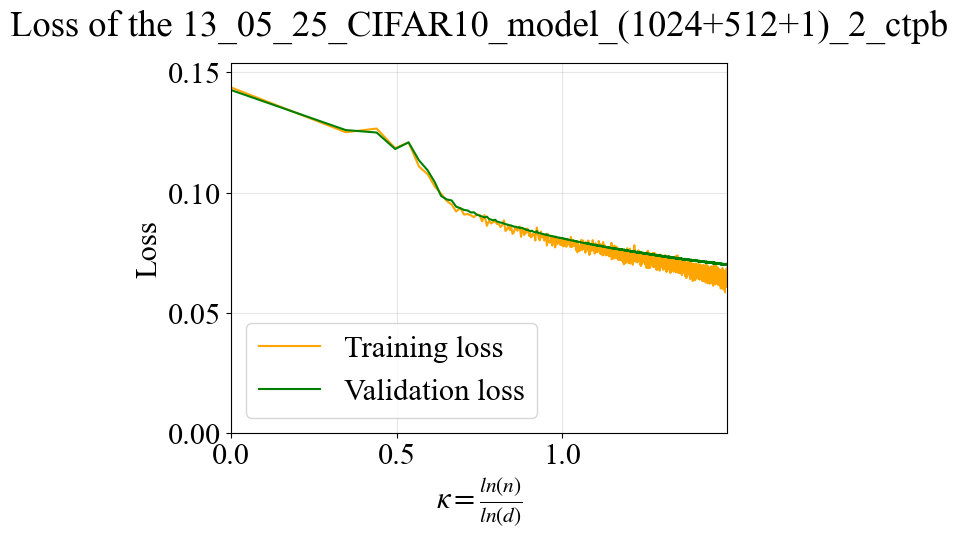 Loss of the 13_05_25_CIFAR10_model_(1024+512+1)_2_ctpb
0.15
0.10
0.05
0.00
Loss
Training loss
Validation loss
0.0 0.5 1.0
κ = ln(n)/ln(d)